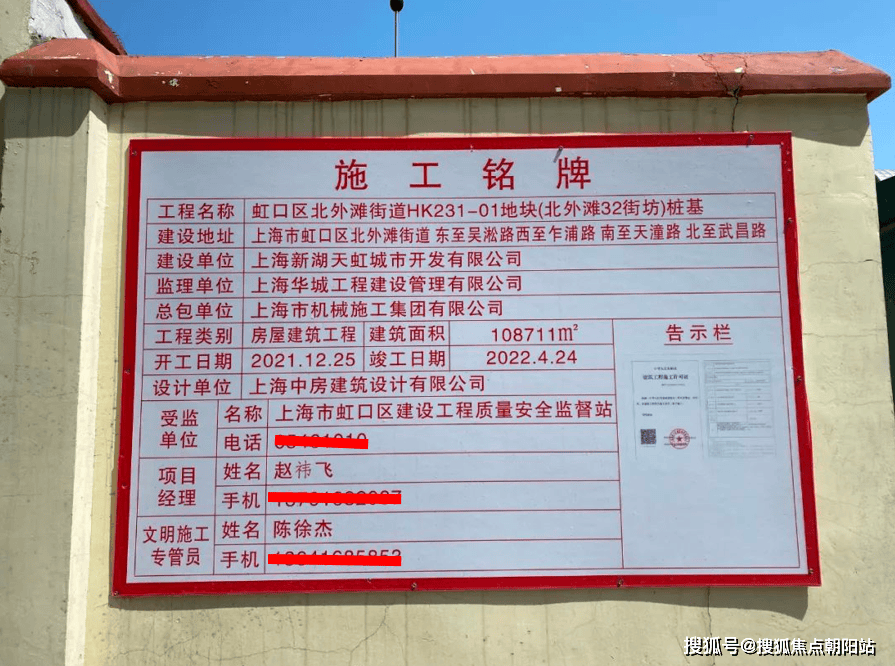 施工铭牌
工程名称 虹口区北外滩街道HK231-01地块(北外滩32街坊)桩基
建设地址 上海市虹口区北外滩街道 东至吴淞路西至乍浦路 南至天潼路 北至武昌路
建设单位 上海新湖天虹城市开发有限公司
监理单位 上海华城工程建设管理有限公司
总包单位 上海市机械施工集团有限公司
工程类别 房屋建筑工程 建筑面积 108711㎡
开工日期 2021.12.25 竣工日期 2022.4.24
设计单位 上海中房建筑设计有限公司
受监单位 名称 上海市虹口区建设工程质量安全监督站
电话
项目经理 姓名 赵祎飞
手机
文明施工专管员 姓名 陈徐杰
手机
告示栏
搜狐号@搜狐焦点朝阳站